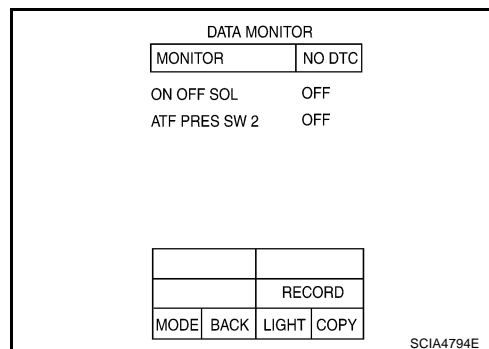 DATA MONITOR
MONITOR NO DTC
ON OFF SOL OFF
ATF PRES SW 2 OFF
RECORD
MODE BACK LIGHT COPY
SCIA4794E